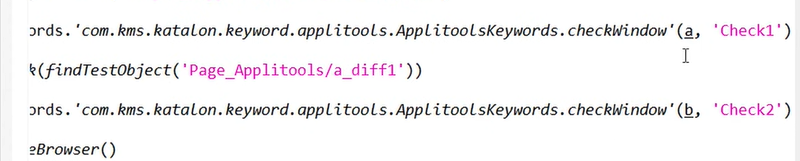 ords.'com.kms.katalon.keyword.applitools.ApplitoolsKeywords.checkWindow'(a, 'Check1')
k(findTestObject('Page_Applitools/a_diff1'))
ords.'com.kms.katalon.keyword.applitools.ApplitoolsKeywords.checkWindow'(b, 'Check2')
eBrowser()